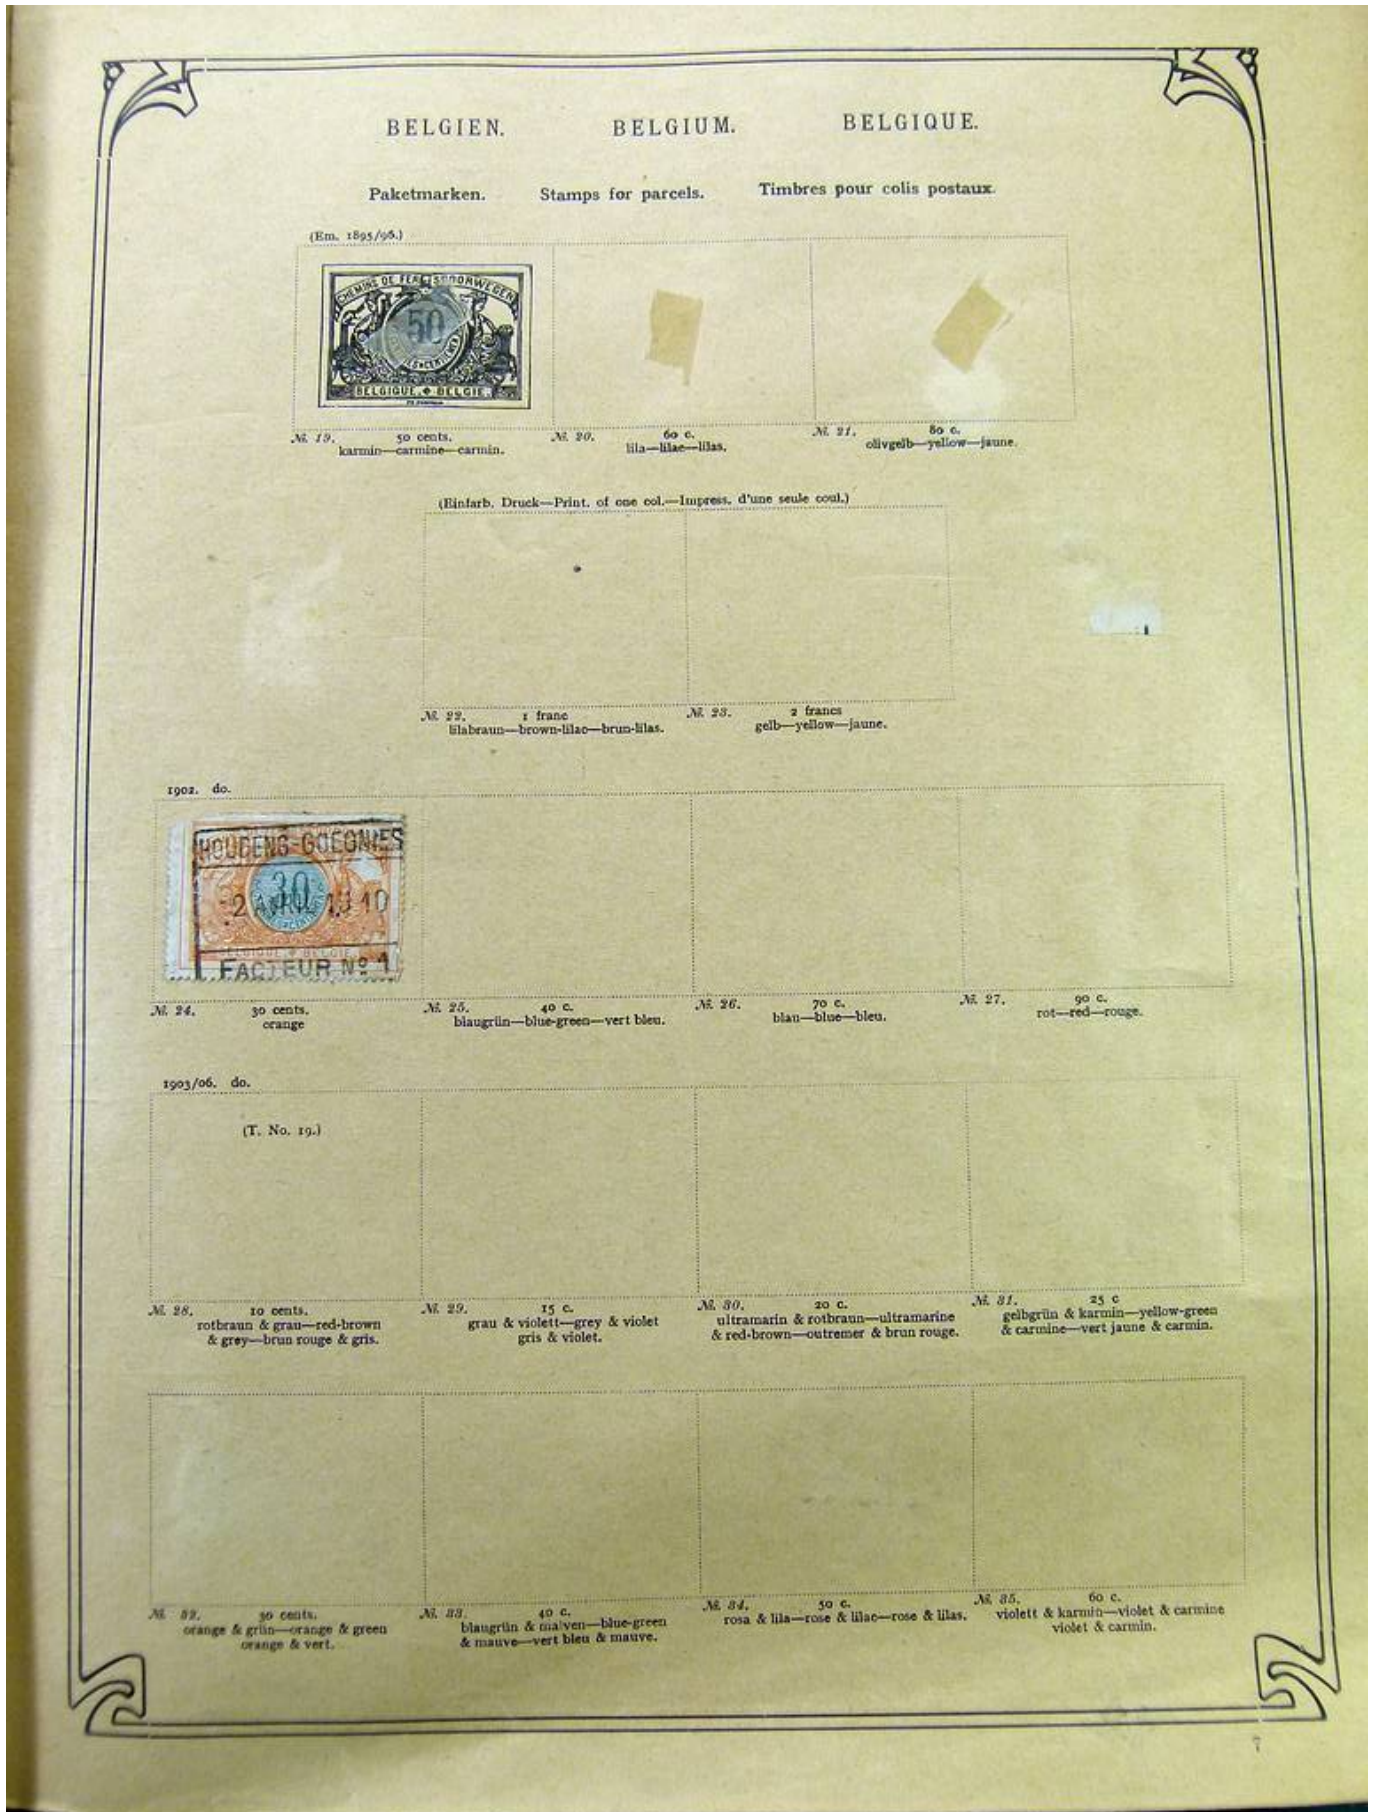 BELGIEN. BELGIUM. BELGIQUE.
Paketmarken. Stamps for parcels. Timbres pour colis postaux.
(Em. 1895/96.)
CHEMINS DE FER SPOORWEGEN
50
BELGIQUE BELGIE
№. 19. 50 cents.
karmin—carmine—carmin.
№. 20. 60 c.
lila—lilac—lilas.
№. 21. 80 c.
olivgelb—yellow—jaune.
(Einfarb. Druck—Print. of one col.—Impress. d'une seule coul.)
№. 22. 1 franc
lilabraun—brown-lilac—brun-lilas.
№. 23. 2 francs
gelb—yellow—jaune.
1902. do.
HOUDENG-GOEGNIES
30
2 AVRIL 1910
BELGIQUE BELGIE
FACTEUR Nº 1
№. 24. 30 cents.
orange
№. 25. 40 c.
blaugrün—blue-green—vert bleu.
№. 26. 70 c.
blau—blue—bleu.
№. 27. 90 c.
rot—red—rouge.
1903/06. do.
(T. No. 19.)
№. 28. 10 cents.
rotbraun & grau—red-brown
& grey—brun rouge & gris.
№. 29. 15 c.
grau & violett—grey & violet
gris & violet.
№. 30. 20 c.
ultramarin & rotbraun—ultramarine
& red-brown—outremer & brun rouge.
№. 31. 25 c
gelbgrün & karmin—yellow-green
& carmine—vert jaune & carmin.
№. 32. 30 cents.
orange & grün—orange & green
orange & vert.
№. 33. 40 c.
blaugrün & malven—blue-green
& mauve—vert bleu & mauve.
№. 34. 50 c.
rosa & lila—rose & lilac—rose & lilas.
№. 35. 60 c.
violett & karmin—violet & carmine
violet & carmin.
7